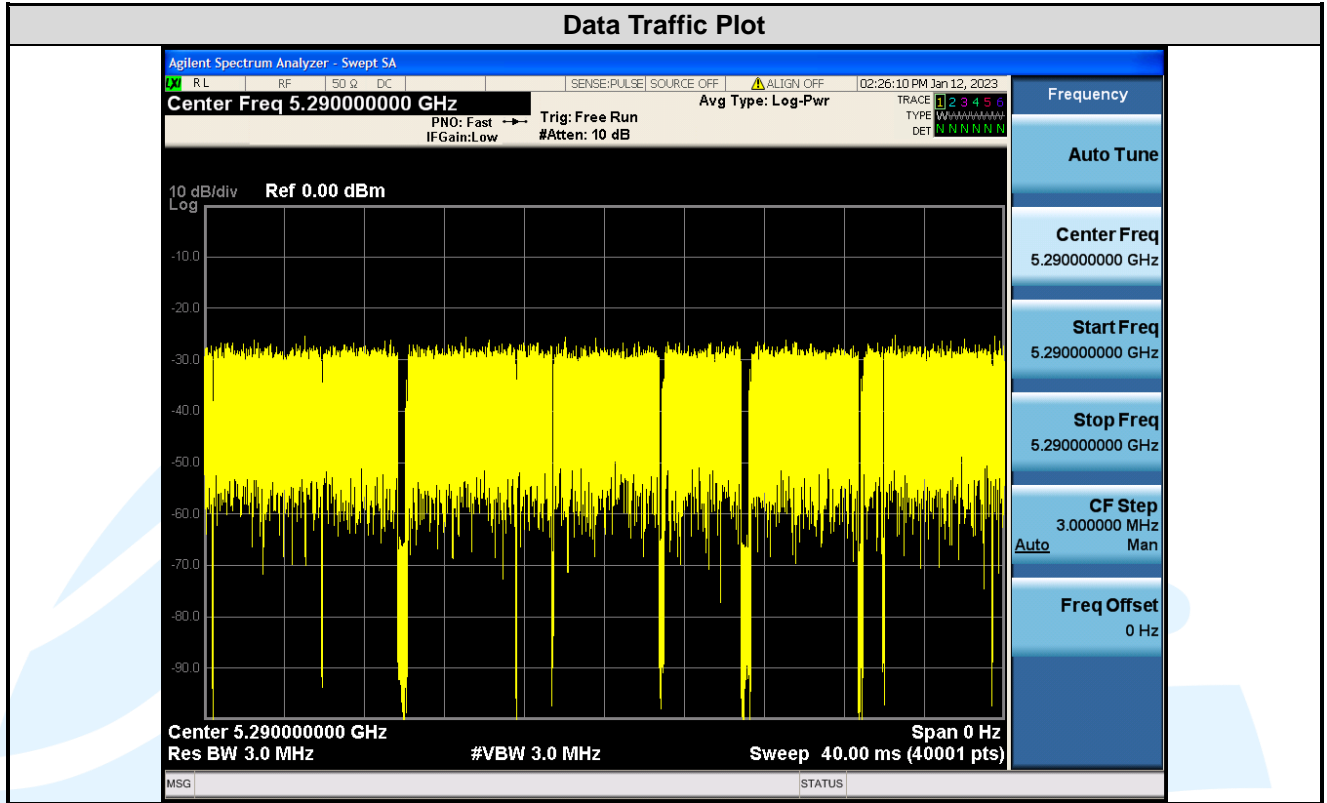 Data Traffic Plot
Agilent Spectrum Analyzer - Swept SA
LXI RL RF 50 Ω DC SENSE:PULSE SOURCE OFF ALIGN OFF 02:26:10 PM Jan 12, 2023
Center Freq 5.290000000 GHz
PNO: Fast
IFGain:Low
Trig: Free Run
#Atten: 10 dB
Avg Type: Log-Pwr
TRACE 1 2 3 4 5 6
TYPE
DET N N N N N N
10 dB/div
Log
Ref 0.00 dBm
-10.0
-20.0
-30.0
-40.0
-50.0
-60.0
-70.0
-80.0
-90.0
Center 5.290000000 GHz
Span 0 Hz
Res BW 3.0 MHz
#VBW 3.0 MHz
Sweep 40.00 ms (40001 pts)
MSG
STATUS
Frequency
Auto Tune
Center Freq
5.290000000 GHz
Start Freq
5.290000000 GHz
Stop Freq
5.290000000 GHz
CF Step
3.000000 MHz
Auto Man
Freq Offset
0 Hz